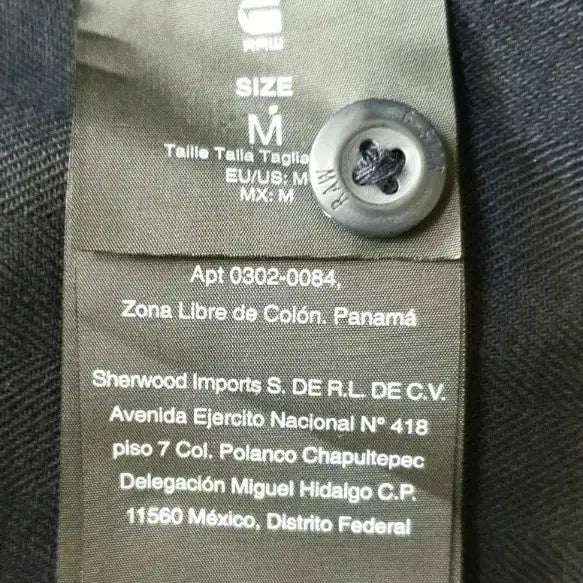 RAW
SIZE
M
Taille Talla Taglia
EU/US: M
MX: M
G-STAR RAW
Apt 0302-0084,
Zona Libre de Colón. Panamá
Sherwood Imports S. DE R.L. DE C.V.
Avenida Ejercito Nacional N° 418
piso 7 Col. Polanco Chapultepec
Delegación Miguel Hidalgo C.P.
11560 México, Distrito Federal